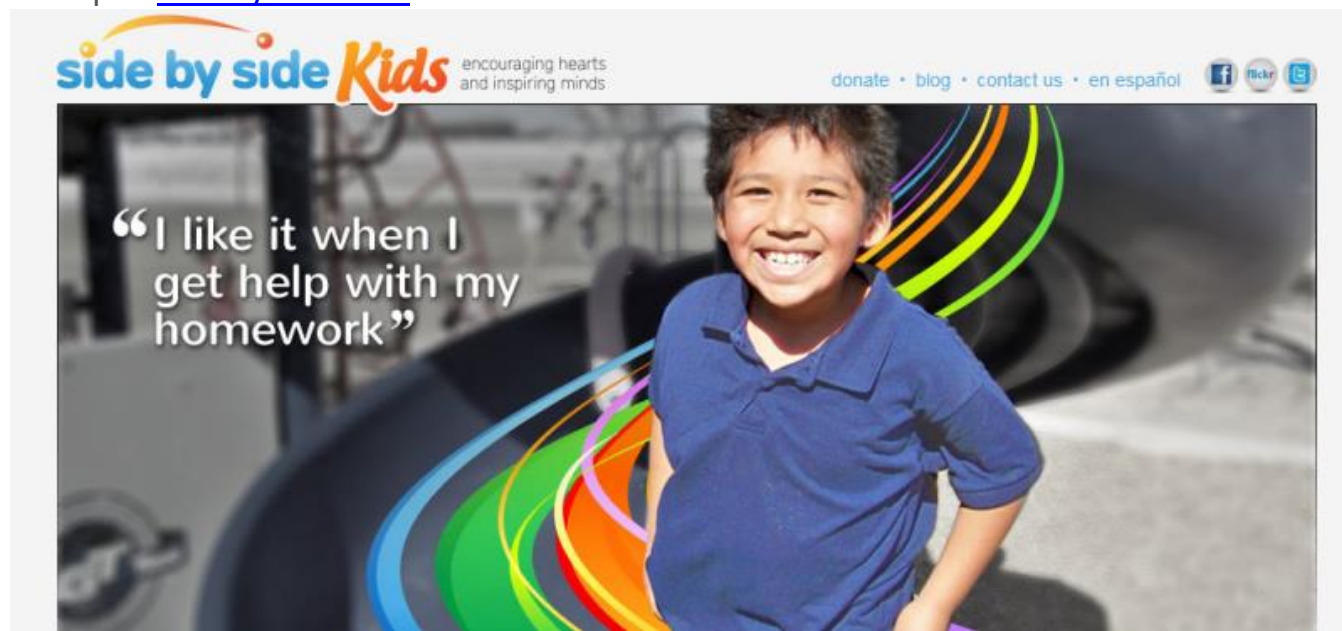 side by side Kids
encouraging hearts
and inspiring minds
donate • blog • contact us • en español
f
flickr
t
“I like it when I
get help with my
homework”